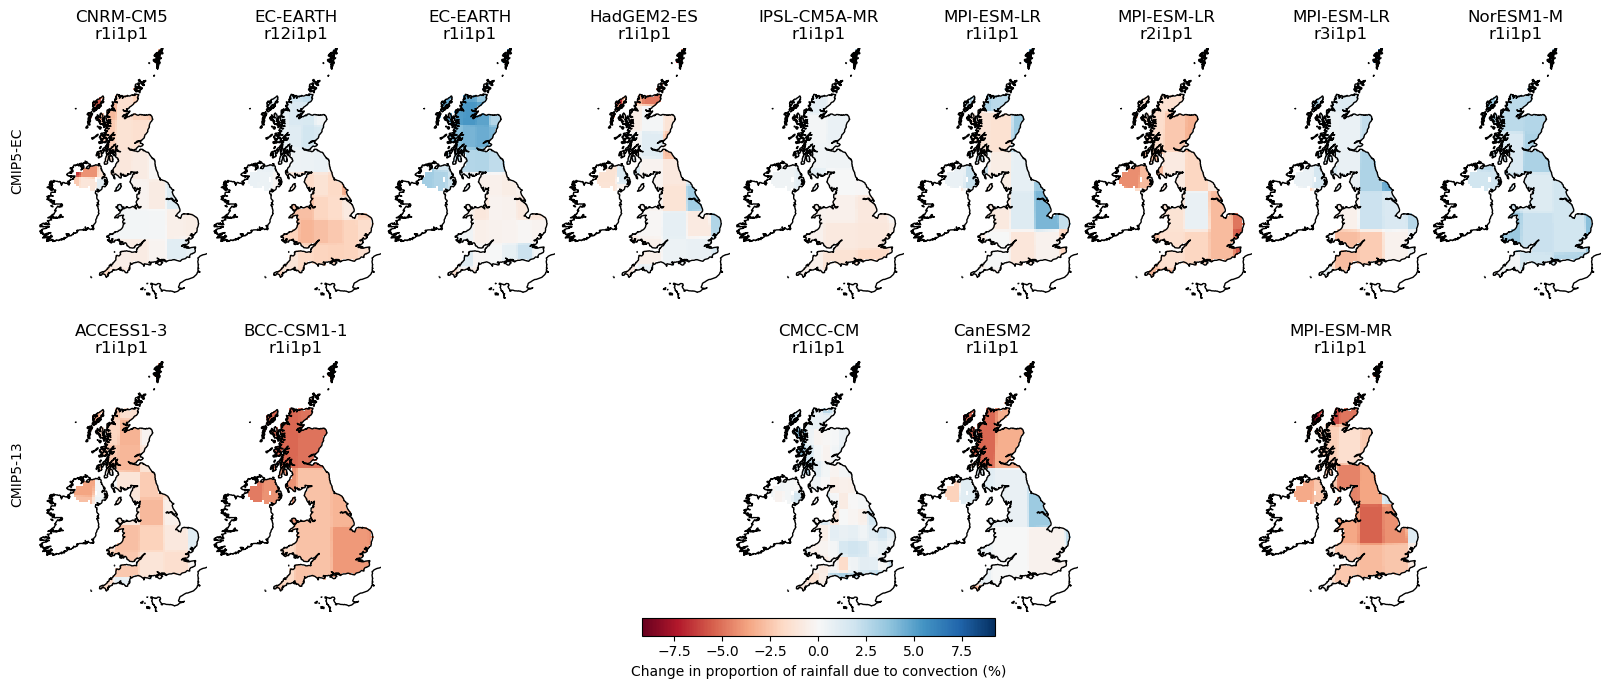 CNRM-CM5
r1i1p1
EC-EARTH
r12i1p1
EC-EARTH
r1i1p1
HadGEM2-ES
r1i1p1
IPSL-CM5A-MR
r1i1p1
MPI-ESM-LR
r1i1p1
MPI-ESM-LR
r2i1p1
MPI-ESM-LR
r3i1p1
NorESM1-M
r1i1p1
CMIP5-EC
ACCESS1-3
r1i1p1
BCC-CSM1-1
r1i1p1
CMCC-CM
r1i1p1
CanESM2
r1i1p1
MPI-ESM-MR
r1i1p1
CMIP5-13
−7.5 −5.0 −2.5 0.0 2.5 5.0 7.5
Change in proportion of rainfall due to convection (%)